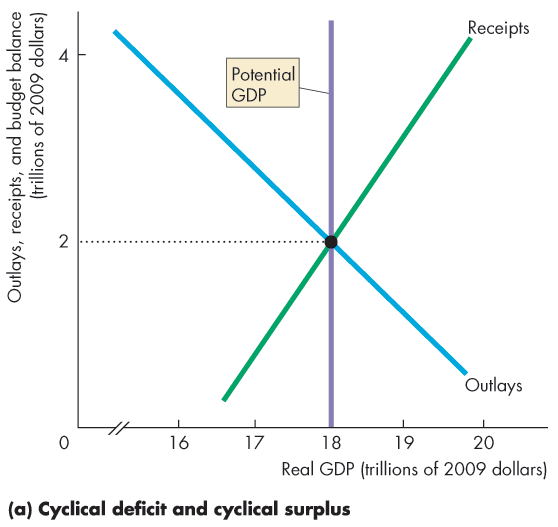 Outlays, receipts, and budget balance
(trillions of 2009 dollars)
Receipts
4
Potential
GDP
2
Outlays
0
16
17
18
19
20
Real GDP (trillions of 2009 dollars)
(a) Cyclical deficit and cyclical surplus